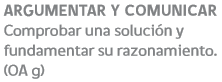 ARGUMENTAR Y COMUNICAR
Comprobar una solución y
fundamentar su razonamiento.
(OA g)